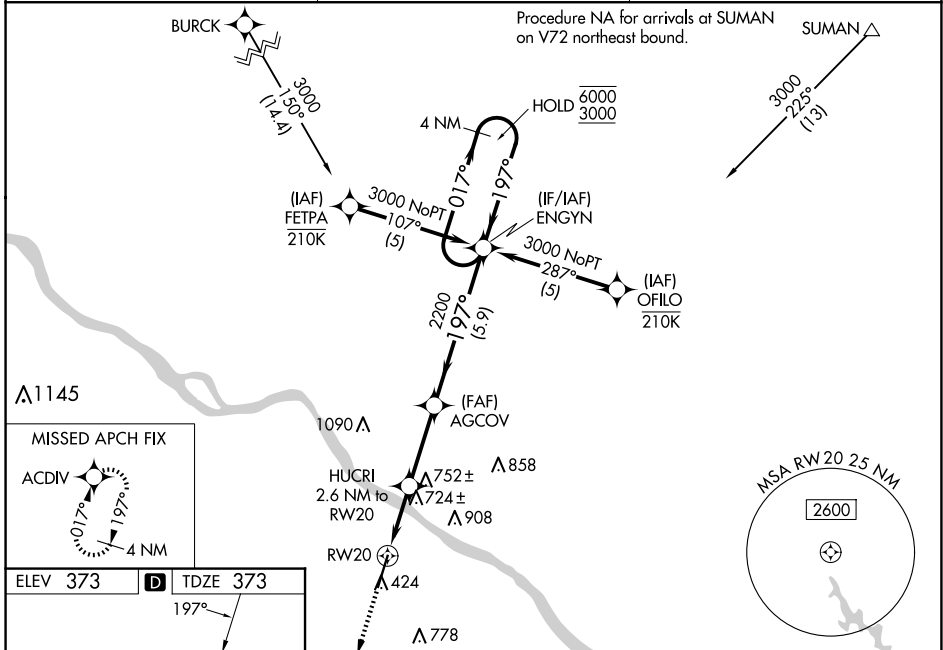 Procedure NA for arrivals at SUMAN
on V72 northeast bound.
BURCK
SUMAN
3000
150°
(14.4)
3000
225°
(13)
HOLD 6000
3000
4 NM
017°
197°
(IAF)
FETPA
210K
3000 NoPT
107°
(5)
(IF/IAF)
ENGYN
3000 NoPT
287°
(5)
(IAF)
OFILO
210K
2200
197°
(5.9)
1145
(FAF)
AGCOV
1090
MISSED APCH FIX
ACDIV
017°
197°
4 NM
HUCRI
2.6 NM to
RW20
752±
724±
858
908
RW20
424
778
MSA RW20 25 NM
2600
ELEV 373
D
TDZE 373
197°